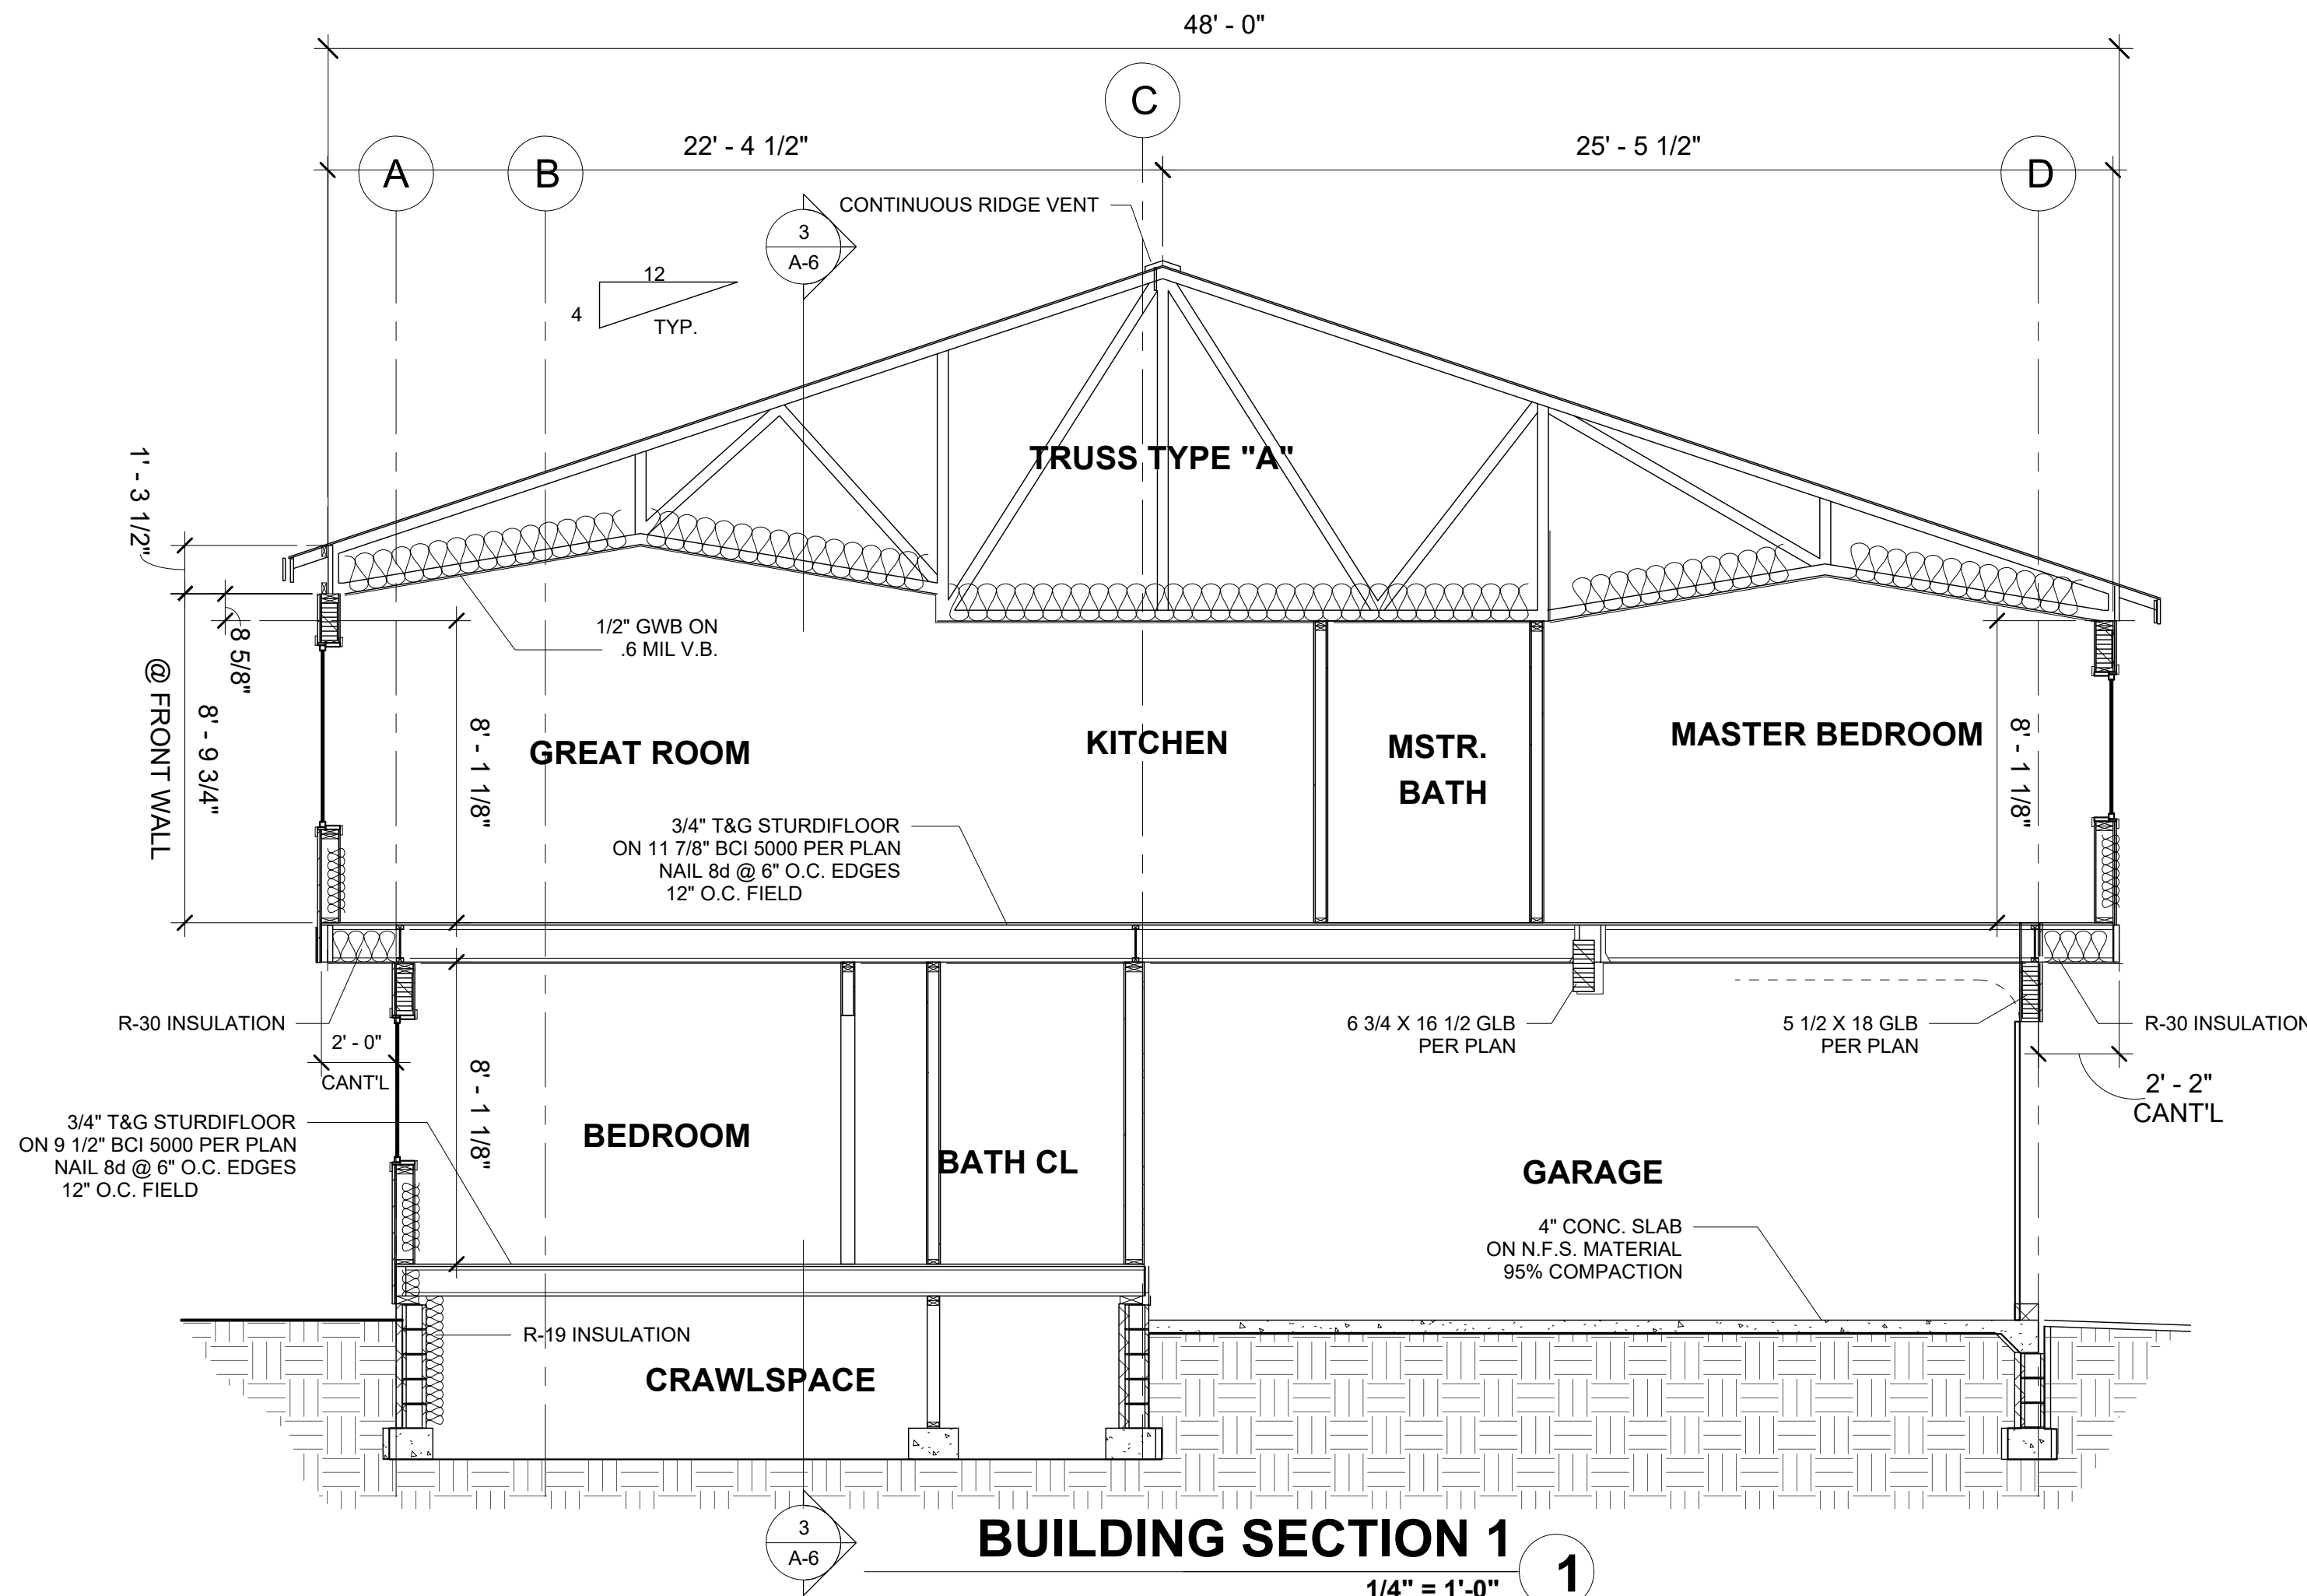 48' - 0"
C
22' - 4 1/2"
25' - 5 1/2"
A
B
D
CONTINUOUS RIDGE VENT
3
A-6
12
4
TYP.
TRUSS TYPE "A"
1' - 3 1/2"
8 5/8"
1/2" GWB ON
.6 MIL V.B.
@ FRONT WALL
8' - 9 3/4"
8' - 1 1/8"
GREAT ROOM
KITCHEN
MSTR.
BATH
MASTER BEDROOM
8' - 1 1/8"
3/4" T&G STURDIFLOOR
ON 11 7/8" BCI 5000 PER PLAN
NAIL 8d @ 6" O.C. EDGES
12" O.C. FIELD
R-30 INSULATION
2' - 0"
CANT'L
6 3/4 X 16 1/2 GLB
PER PLAN
5 1/2 X 18 GLB
PER PLAN
R-30 INSULATION
2' - 2"
CANT'L
3/4" T&G STURDIFLOOR
ON 9 1/2" BCI 5000 PER PLAN
NAIL 8d @ 6" O.C. EDGES
12" O.C. FIELD
8' - 1 1/8"
BEDROOM
BATH CL
GARAGE
4" CONC. SLAB
ON N.F.S. MATERIAL
95% COMPACTION
R-19 INSULATION
CRAWLSPACE
3
A-6
BUILDING SECTION 1
1
1/4" = 1'-0"